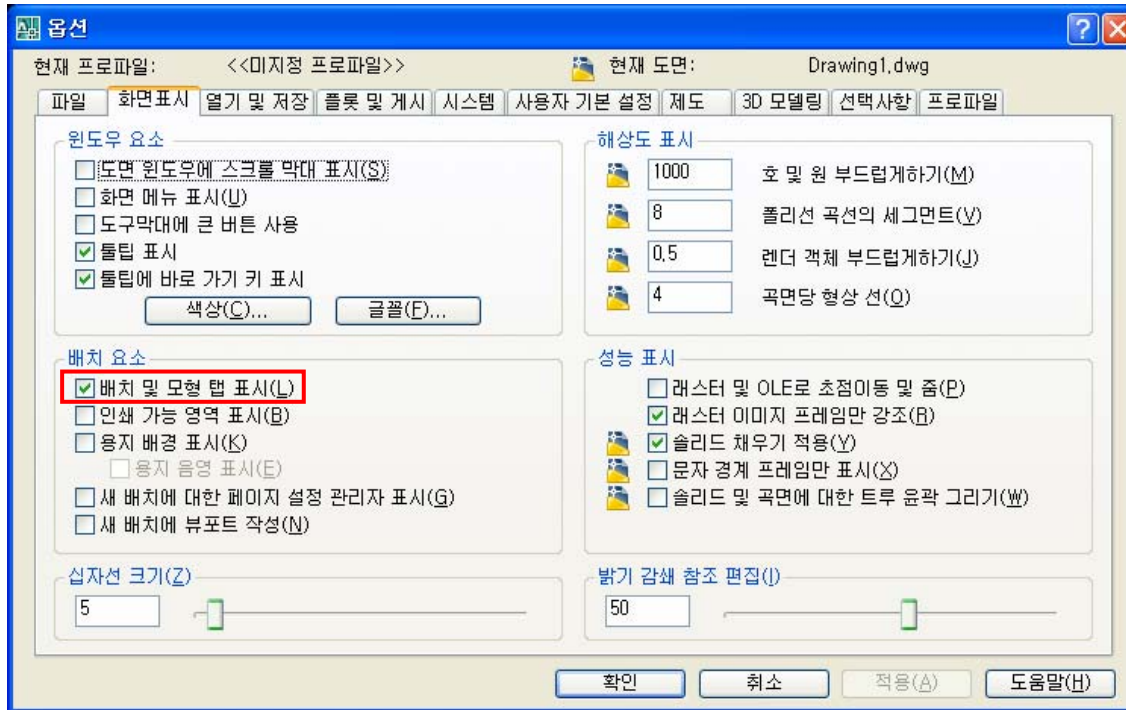 옵션
현재 프로파일: <<미지정 프로파일>> 현재 도면: Drawing1.dwg
파일 화면표시 열기 및 저장 플롯 및 게시 시스템 사용자 기본 설정 제도 3D 모델링 선택사항 프로파일
윈도우 요소
도면 윈도우에 스크롤 막대 표시(S)
화면 메뉴 표시(U)
도구막대에 큰 버튼 사용
툴팁 표시
툴팁에 바로 가기 키 표시
색상(C)... 글꼴(F)...
해상도 표시
1000 호 및 원 부드럽게하기(M)
8 폴리선 곡선의 세그먼트(V)
0.5 렌더 객체 부드럽게하기(J)
4 곡면당 형상 선(O)
배치 요소
배치 및 모형 탭 표시(L)
인쇄 가능 영역 표시(B)
용지 배경 표시(K)
용지 음영 표시(E)
새 배치에 대한 페이지 설정 관리자 표시(G)
새 배치에 뷰포트 작성(N)
성능 표시
래스터 및 OLE로 초점이동 및 줌(P)
래스터 이미지 프레임만 강조(R)
솔리드 채우기 적용(Y)
문자 경계 프레임만 표시(X)
솔리드 및 곡면에 대한 트루 윤곽 그리기(W)
십자선 크기(Z)
5
밝기 감쇄 참조 편집(I)
50
확인 취소 적용(A) 도움말(H)